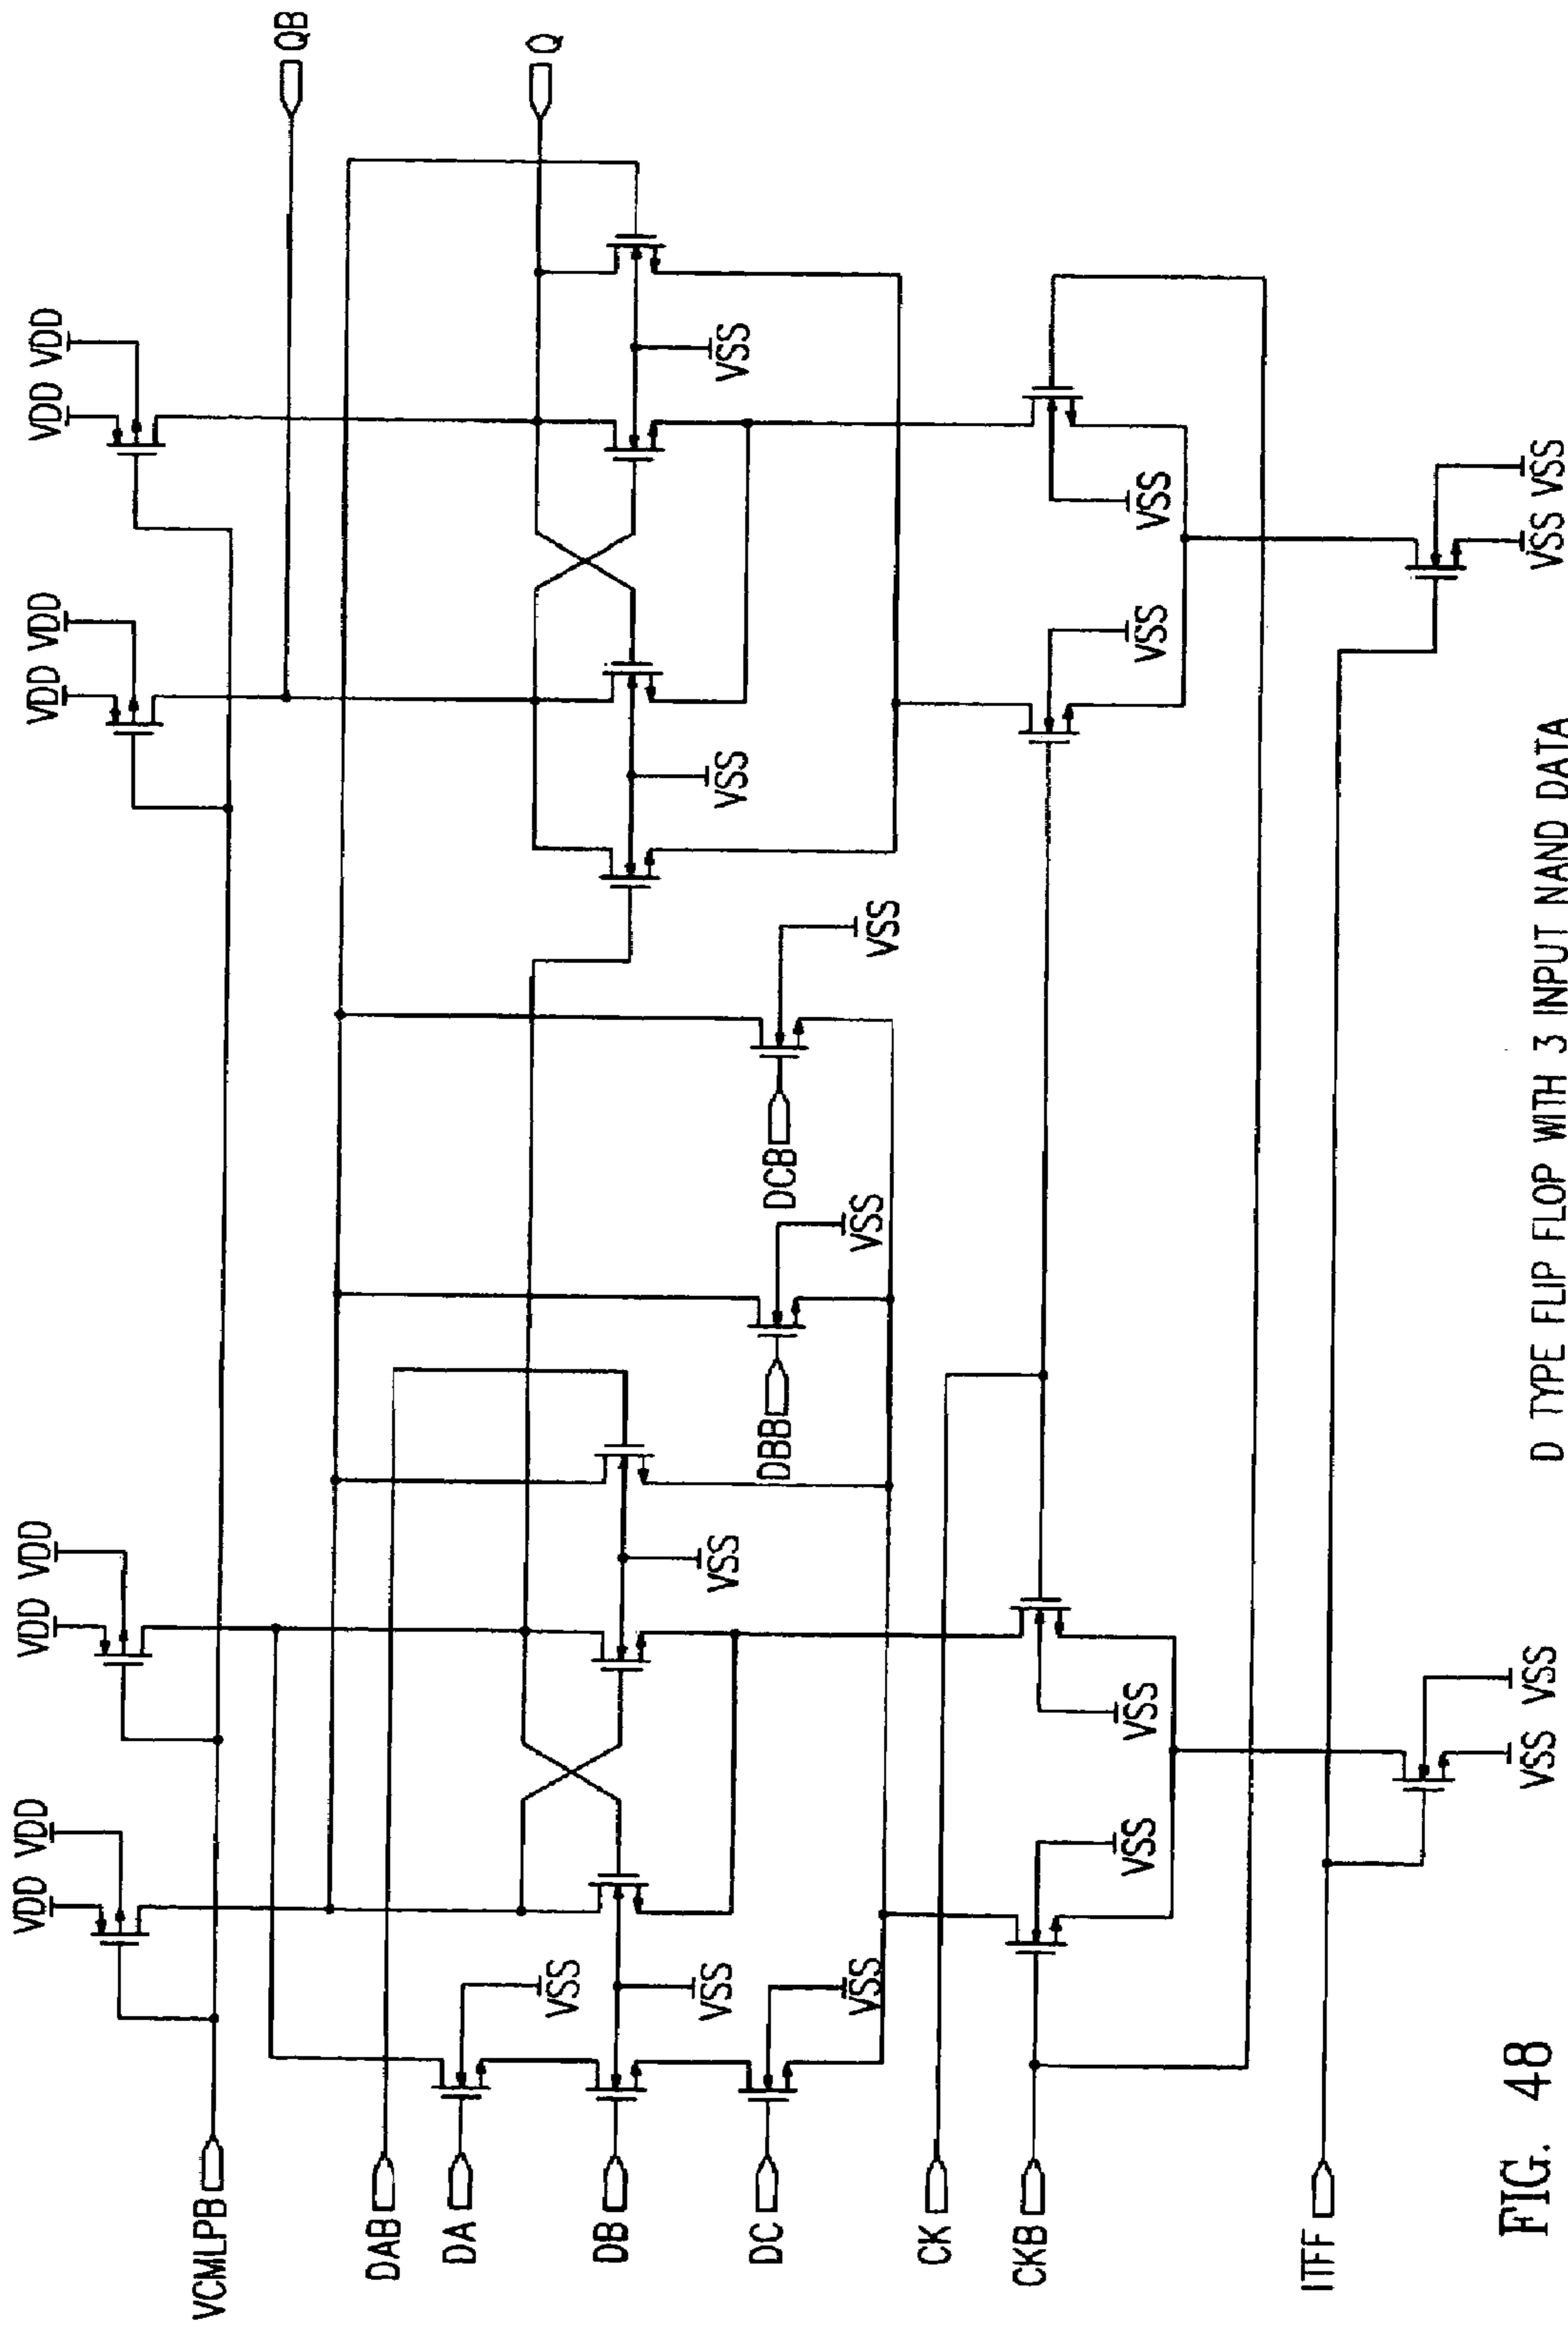 VDD VDD
VDD VDD
VDD VDD
VDD VDD
VCMLPB
QB
DAB
DA
Q
VSS
DB
VSS
VSS
VSS
VSS
DC
DBB
DCB
VSS
VSS
VSS
CK
CKB
VSS
VSS
VSS
VSS
ITFF
VSS VSS
VSS VSS
FIG. 48
D TYPE FLIP FLOP WITH 3 INPUT NAND DATA